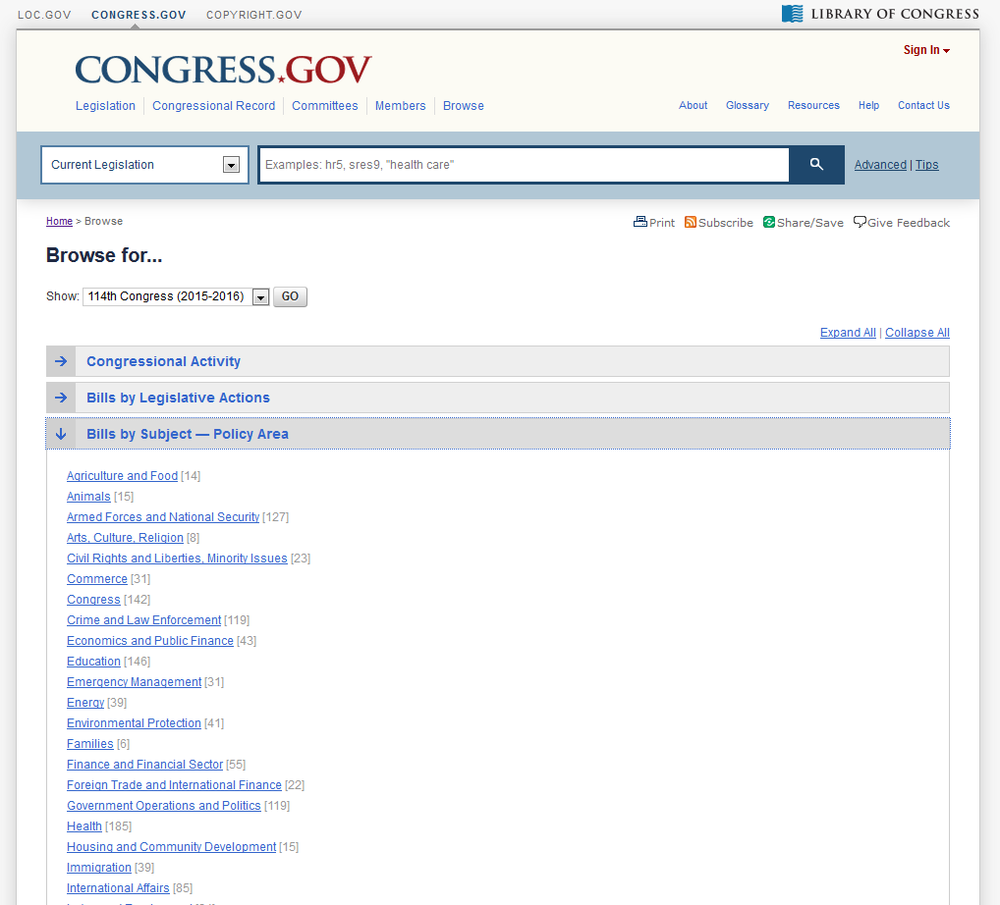 LOC.GOV CONGRESS.GOV COPYRIGHT.GOV LIBRARY OF CONGRESS
Sign In
CONGRESS.GOV
Legislation Congressional Record Committees Members Browse About Glossary Resources Help Contact Us
Current Legislation Examples: hr5, sres9, "health care" Advanced | Tips
Home > Browse Print Subscribe Share/Save Give Feedback
Browse for...
Show: 114th Congress (2015-2016) GO
Expand All | Collapse All
Congressional Activity
Bills by Legislative Actions
Bills by Subject — Policy Area
Agriculture and Food [14]
Animals [15]
Armed Forces and National Security [127]
Arts, Culture, Religion [8]
Civil Rights and Liberties, Minority Issues [23]
Commerce [31]
Congress [142]
Crime and Law Enforcement [119]
Economics and Public Finance [43]
Education [146]
Emergency Management [31]
Energy [39]
Environmental Protection [41]
Families [6]
Finance and Financial Sector [55]
Foreign Trade and International Finance [22]
Government Operations and Politics [119]
Health [185]
Housing and Community Development [15]
Immigration [39]
International Affairs [85]